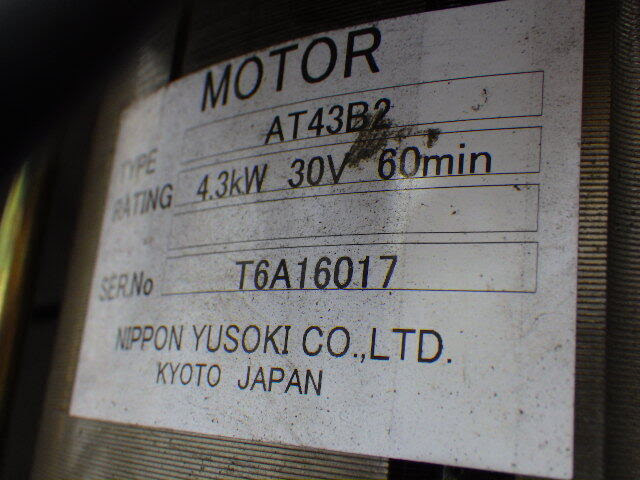 MOTOR
TYPE AT43B2
RATING 4.3kW 30V 60min
SER.No T6A16017
NIPPON YUSOKI CO.,LTD.
KYOTO JAPAN